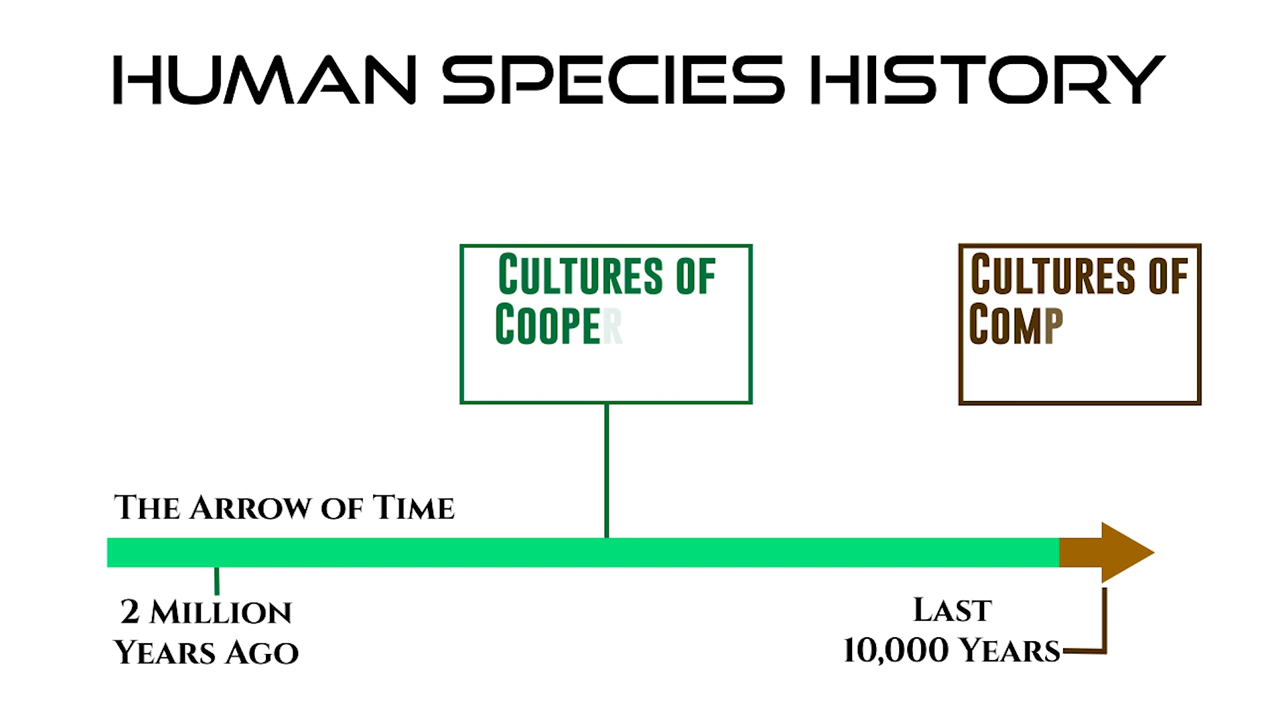 HUMAN SPECIES HISTORY
CULTURES OF
COOPER
CULTURES OF
COMP
THE ARROW OF TIME
2 MILLION
YEARS AGO
LAST
10,000 YEARS